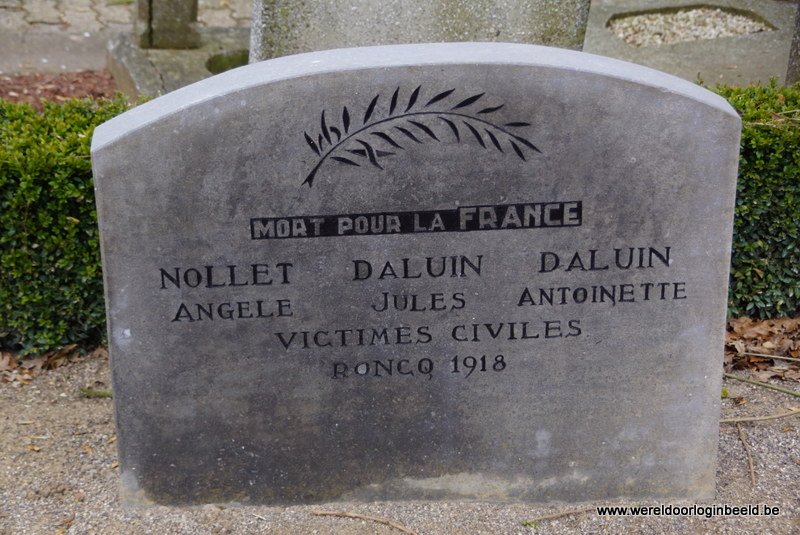 MORT POUR LA FRANCE
NOLLET DALUIN DALUIN
ANGELE JULES ANTOINETTE
VICTIMES CIVILES
RONCQ 1918
www.wereldoorloginbeeld.be